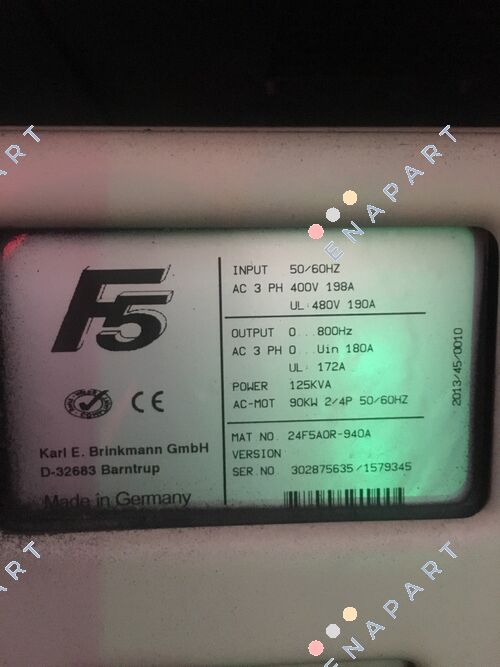 F5
CE
Karl E. Brinkmann GmbH
D-32683 Barntrup
Made in Germany
INPUT 50/60HZ
AC 3 PH 400V 198A
UL: 480V 190A
OUTPUT 0...800Hz
AC 3 PH 0...Uin 180A
UL: 172A
POWER 125KVA
AC-MOT 90KW 2/4P 50/60HZ
MAT NO. 24F5A0R-940A
VERSION
SER.NO. 302875635/1579345
2013/45/0010
ENAPART
ENAPART
PART
PART